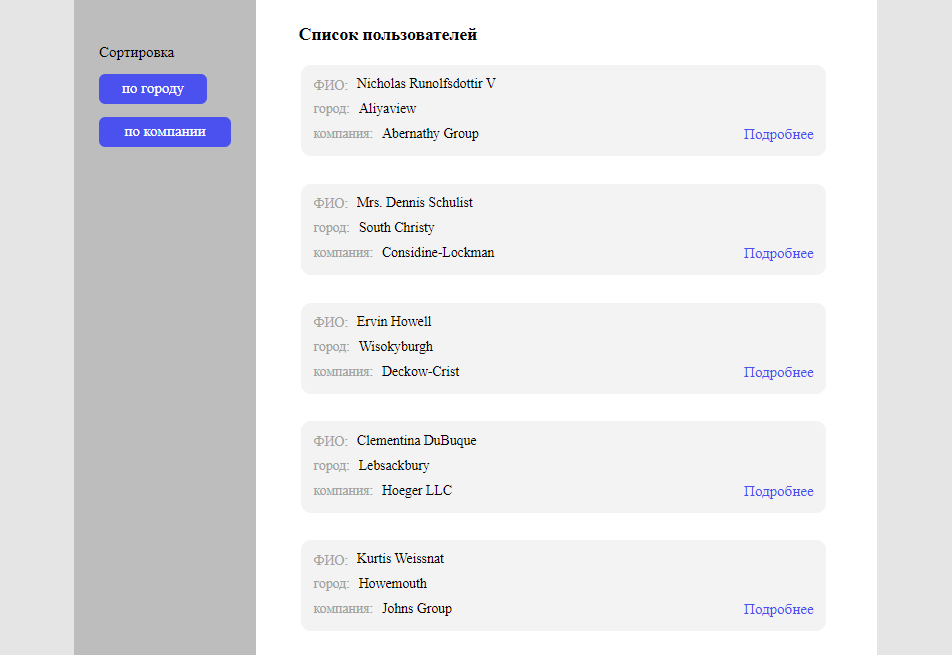 Сортировка
по городу
по компании
Список пользователей
ФИО: Nicholas Runolfsdottir V
город: Aliyaview
компания: Abernathy Group
Подробнее
ФИО: Mrs. Dennis Schulist
город: South Christy
компания: Considine-Lockman
Подробнее
ФИО: Ervin Howell
город: Wisokyburgh
компания: Deckow-Crist
Подробнее
ФИО: Clementina DuBuque
город: Lebsackbury
компания: Hoeger LLC
Подробнее
ФИО: Kurtis Weissnat
город: Howemouth
компания: Johns Group
Подробнее